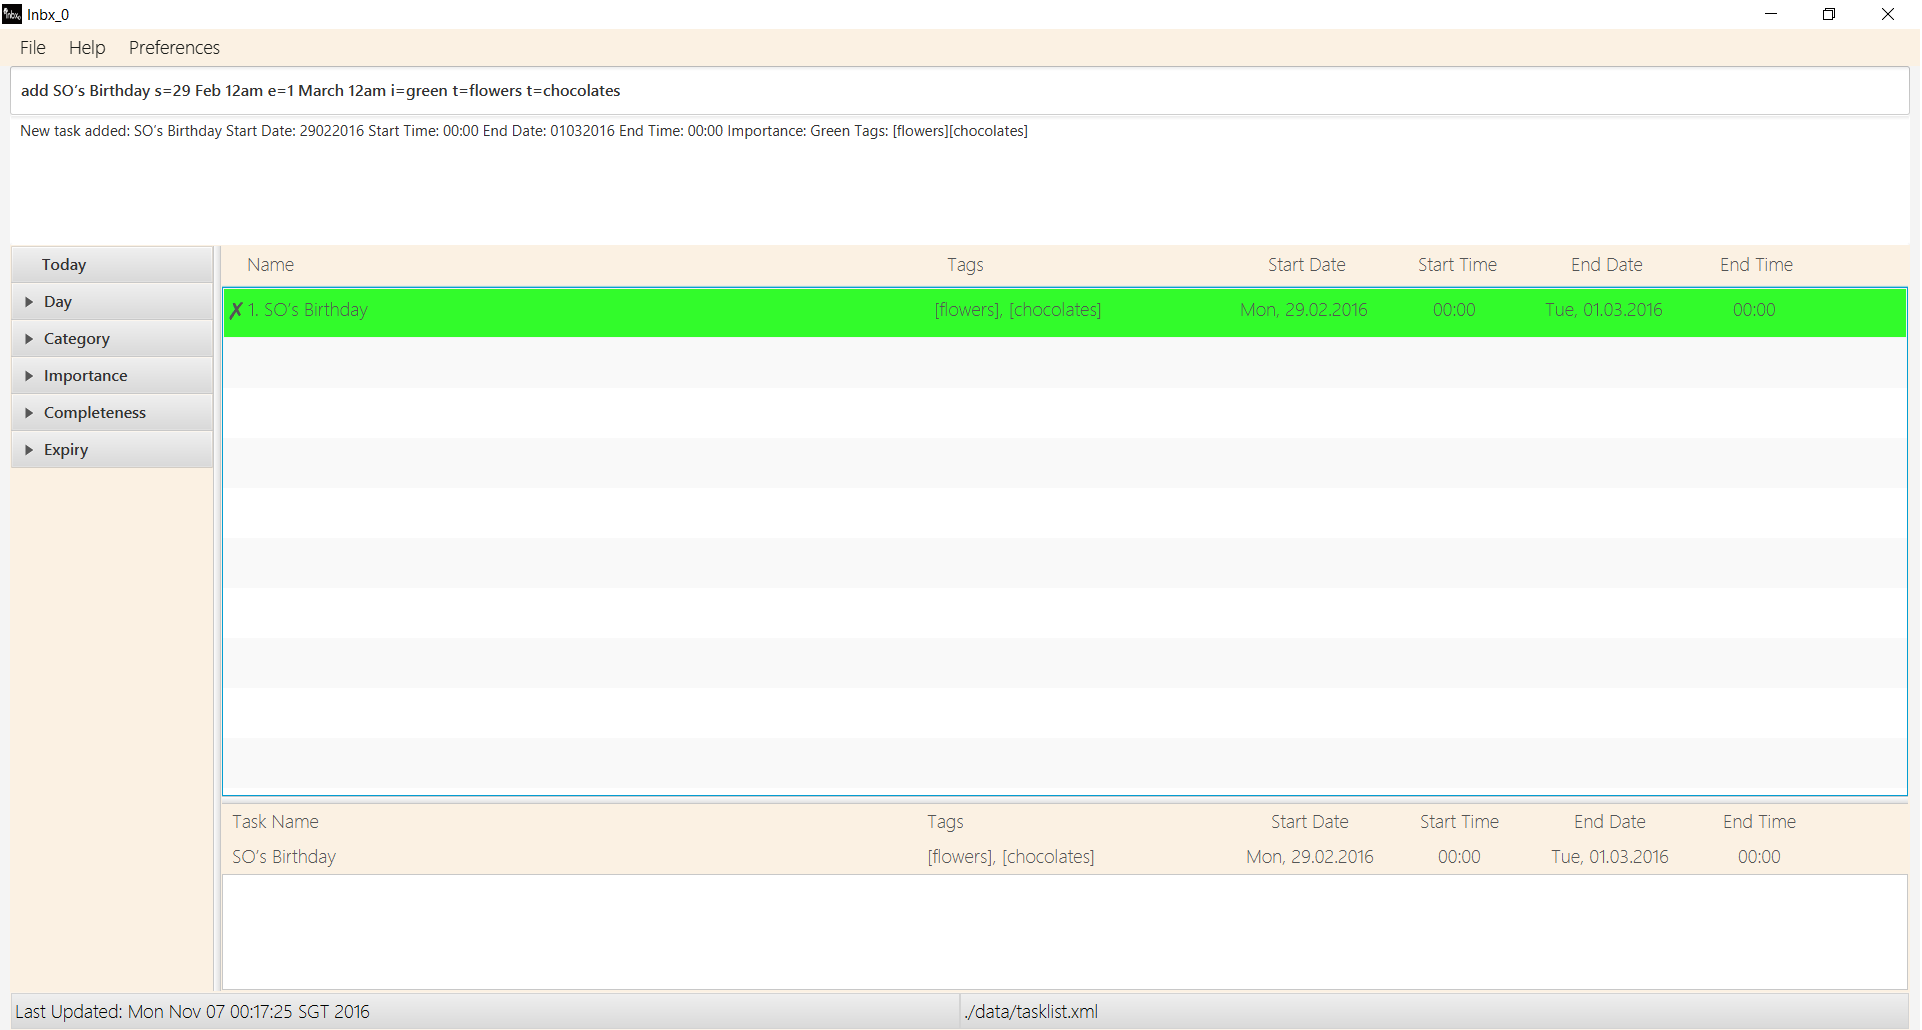 Inbx_0
File Help Preferences
add SO's Birthday s=29 Feb 12am e=1 March 12am i=green t=flowers t=chocolates
New task added: SO's Birthday Start Date: 29022016 Start Time: 00:00 End Date: 01032016 End Time: 00:00 Importance: Green Tags: [flowers][chocolates]
Today
Day
Category
Importance
Completeness
Expiry
Name Tags Start Date Start Time End Date End Time
✗ 1. SO's Birthday [flowers], [chocolates] Mon, 29.02.2016 00:00 Tue, 01.03.2016 00:00
Task Name Tags Start Date Start Time End Date End Time
SO's Birthday [flowers], [chocolates] Mon, 29.02.2016 00:00 Tue, 01.03.2016 00:00
Last Updated: Mon Nov 07 00:17:25 SGT 2016 ./data/tasklist.xml